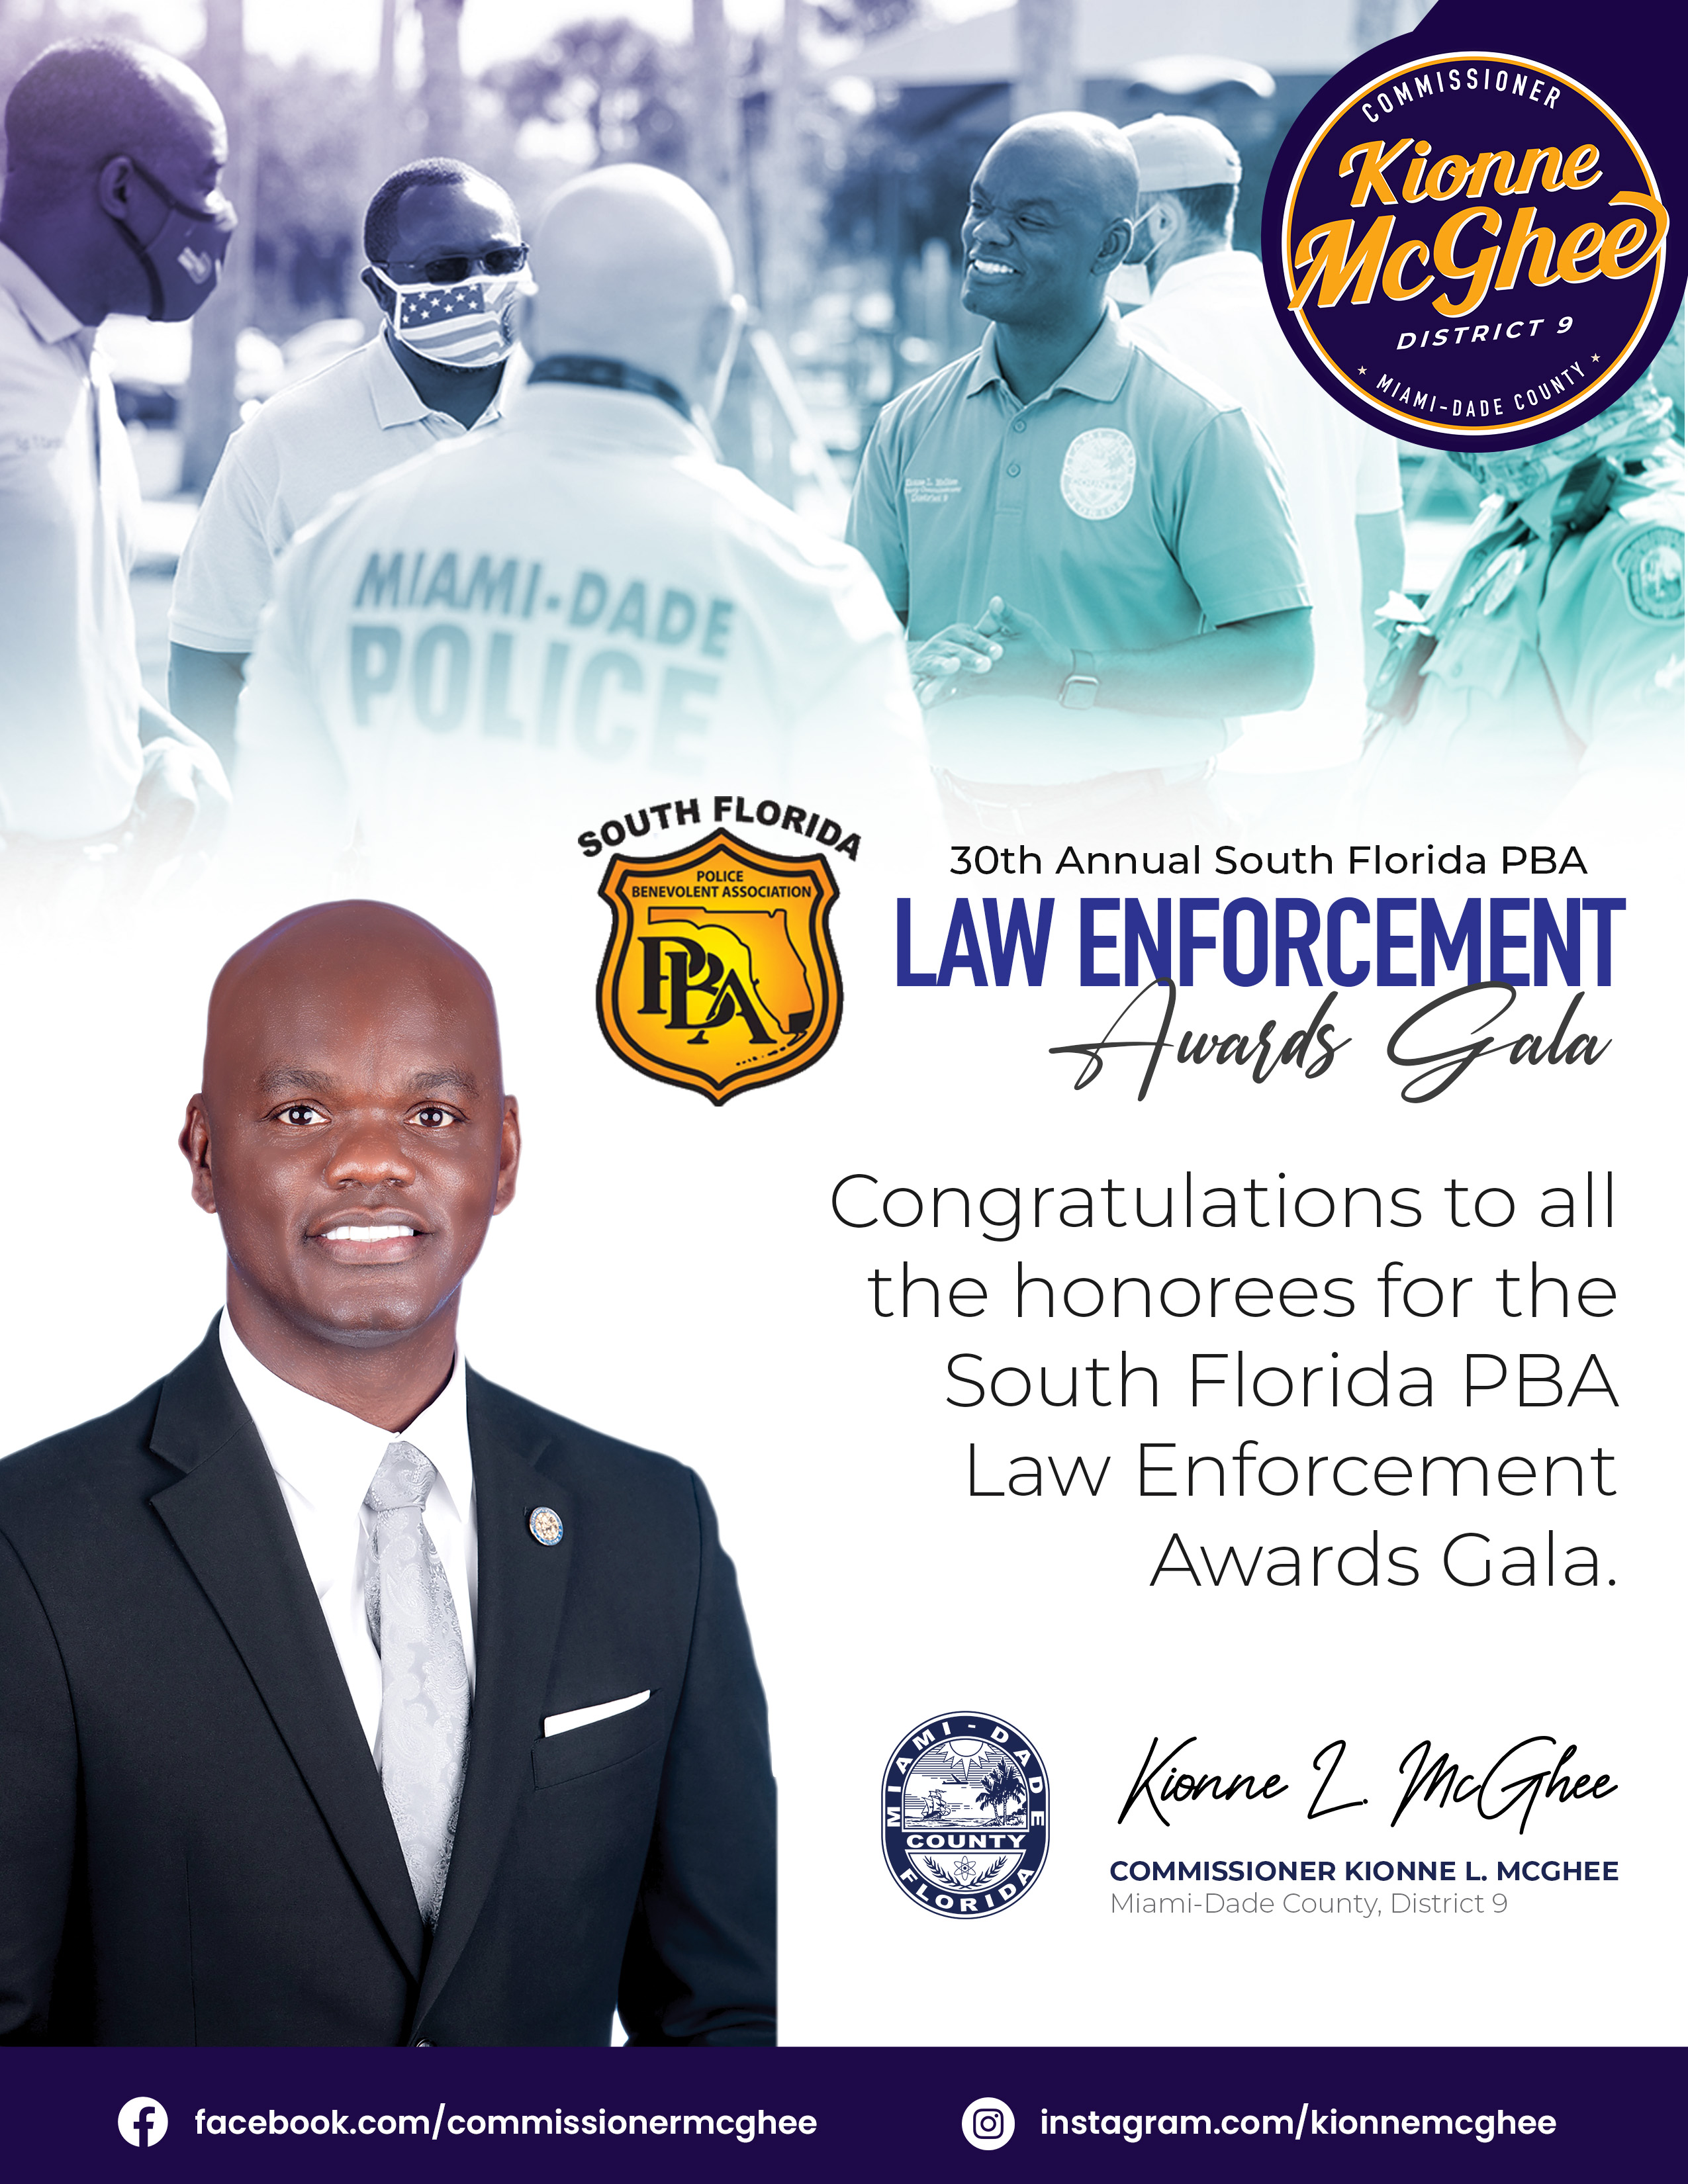 COMMISSIONER
Kionne
McGhee
DISTRICT 9
MIAMI-DADE COUNTY
MIAMI-DADE
POLICE
District 9
SOUTH FLORIDA
POLICE
BENEVOLENT ASSOCIATION
PBA
30th Annual South Florida PBA
LAW ENFORCEMENT
Awards Gala
Congratulations to all
the honorees for the
South Florida PBA
Law Enforcement
Awards Gala.
MIAMI-DADE
COUNTY
FLORIDA
Kionne L. McGhee
COMMISSIONER KIONNE L. MCGHEE
Miami-Dade County, District 9
facebook.com/commissionermcghee
instagram.com/kionnemcghee